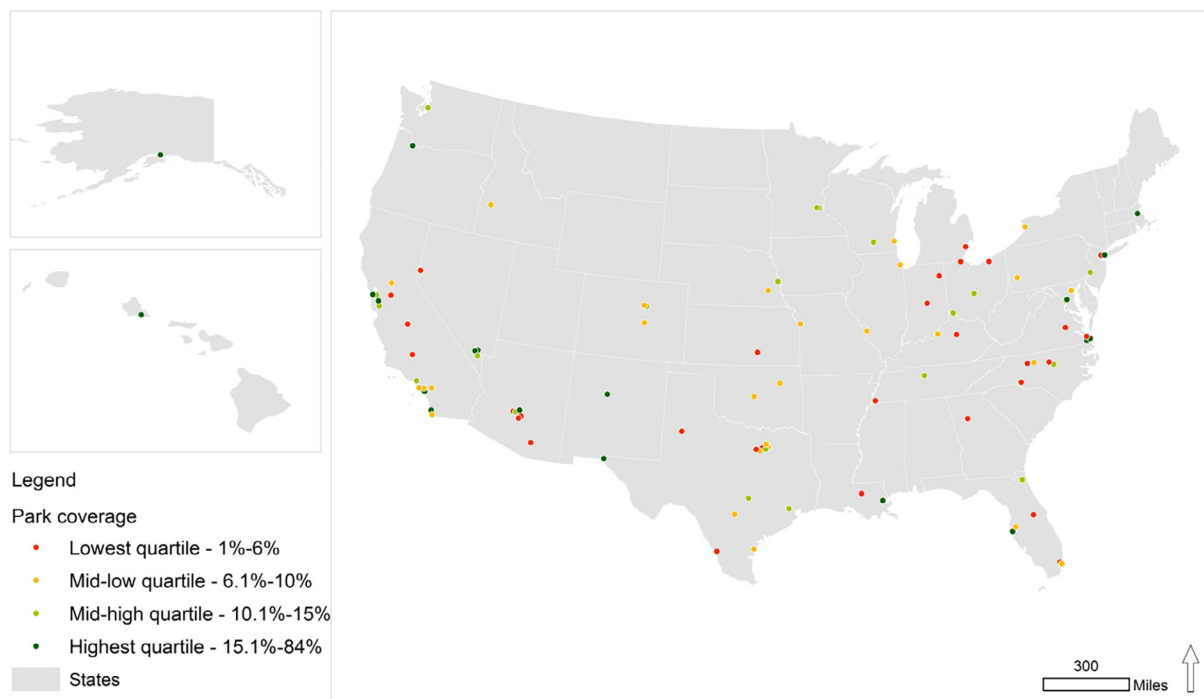 Legend
Park coverage
Lowest quartile - 1%-6%
Mid-low quartile - 6.1%-10%
Mid-high quartile - 10.1%-15%
Highest quartile - 15.1%-84%
States
300
Miles